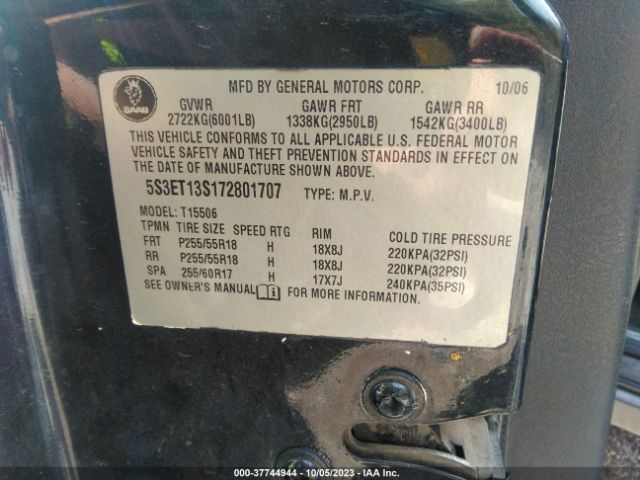 SAAB
MFD BY GENERAL MOTORS CORP. 10/06
GVWR GAWR FRT GAWR RR
2722KG(6001LB) 1338KG(2950LB) 1542KG(3400LB)
THIS VEHICLE CONFORMS TO ALL APPLICABLE U.S. FEDERAL MOTOR
VEHICLE SAFETY AND THEFT PREVENTION STANDARDS IN EFFECT ON
THE DATE OF MANUFACTURE SHOWN ABOVE.
5S3ET13S172801707 TYPE: M.P.V.
MODEL: T15506
TPMN TIRE SIZE SPEED RTG RIM COLD TIRE PRESSURE
FRT P255/55R18 H 18X8J 220KPA(32PSI)
RR P255/55R18 H 18X8J 220KPA(32PSI)
SPA 255/60R17 H 17X7J 240KPA(35PSI)
SEE OWNER'S MANUAL FOR MORE INFORMATION.
000-37744944 | 10/05/2023 | IAA Inc.